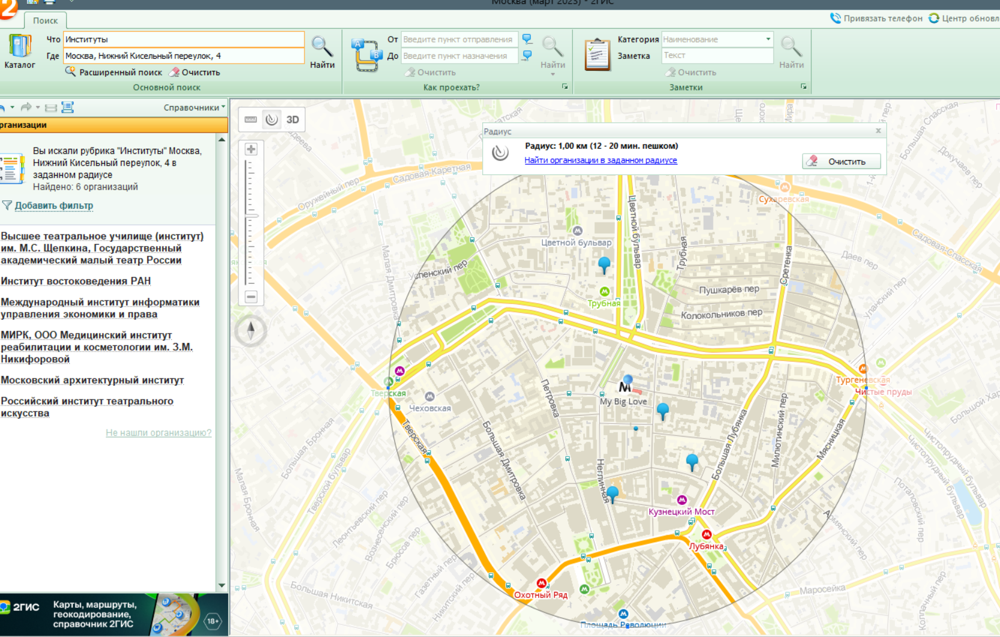 Москва (март 2023) - 2ГИС
Поиск
Привязать телефон
Центр обновл
Что
Институты
Где
Москва, Нижний Кисельный переулок, 4
Найти
Каталог
Расширенный поиск
Очистить
Основной поиск
От
Введите пункт отправления
До
Введите пункт назначения
Найти
Очистить
Как проехать?
Категория
Наименование
Заметка
Текст
Найти
Очистить
Заметки
Справочники
рганизации
Вы искали рубрика "Институты" Москва,
Нижний Кисельный переулок, 4 в
заданном радиусе
Найдено: 6 организаций
Добавить фильтр
Высшее театральное училище (институт)
им. М.С. Щепкина, Государственный
академический малый театр России
Институт востоковедения РАН
Международный институт информатики
управления экономики и права
МИРК, ООО Медицинский институт
реабилитации и косметологии им. З.М.
Никифоровой
Московский архитектурный институт
Российский институт театрального
искусства
Не нашли организацию?
2ГИС
Карты, маршруты,
геокодирование,
справочник 2ГИС
18+
3D
Радиус
Радиус: 1,00 км (12 - 20 мин. пешком)
Найти организации в заданном радиусе
Очистить
Садовая-Каретная
Оружейный пер
Сухаревская
Садовая-Спасская
Большая Спасская
Докучаев пер
Цветной бульвар
Цветной бульвар
Трубная
Сретенка
Даев пер
Уланский пер
Малая Дмитровка
Успенский пер
Пушкарёв пер
Трубная
Колокольников пер
Тургеневская
Чистые пруды
Тверская
Чеховская
Петровка
My Big Love
Тверская
Большая Дмитровка
Неглинная
Большая Лубянка
Милютинский пер
Мясницкая
Большая Бронная
Малая Бронная
Тверской бульвар
Чистопрудный бульвар
Чистопрудный бульвар
Потаповский пер
Леонтьевский пер
Вознесенский пер
Брюсов пер
Газетный пер
Никитский пер
Большая Никитская
Кузнецкий Мост
Лубянка
Армянский пер
Охотный Ряд
Площадь Революции
Маросейка
Колпачный пер